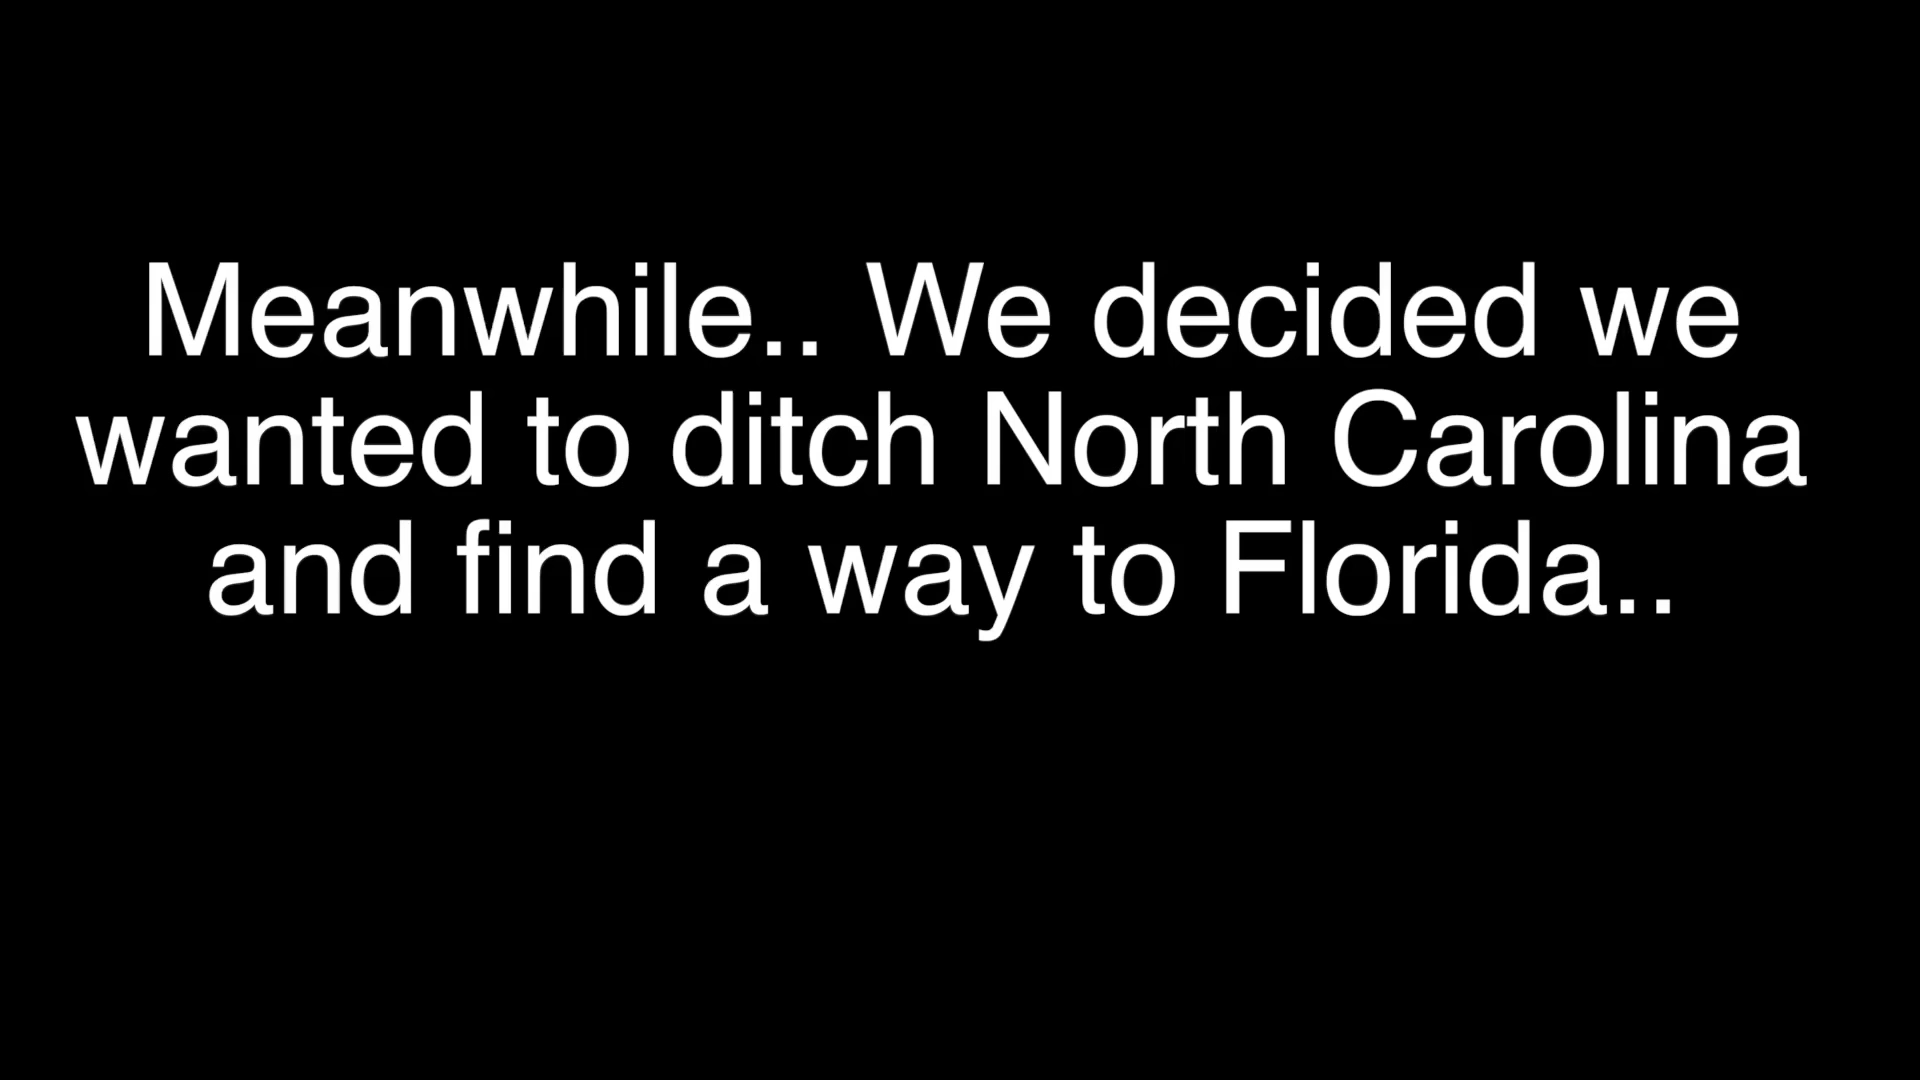 Meanwhile.. We decided we
wanted to ditch North Carolina
and find a way to Florida..